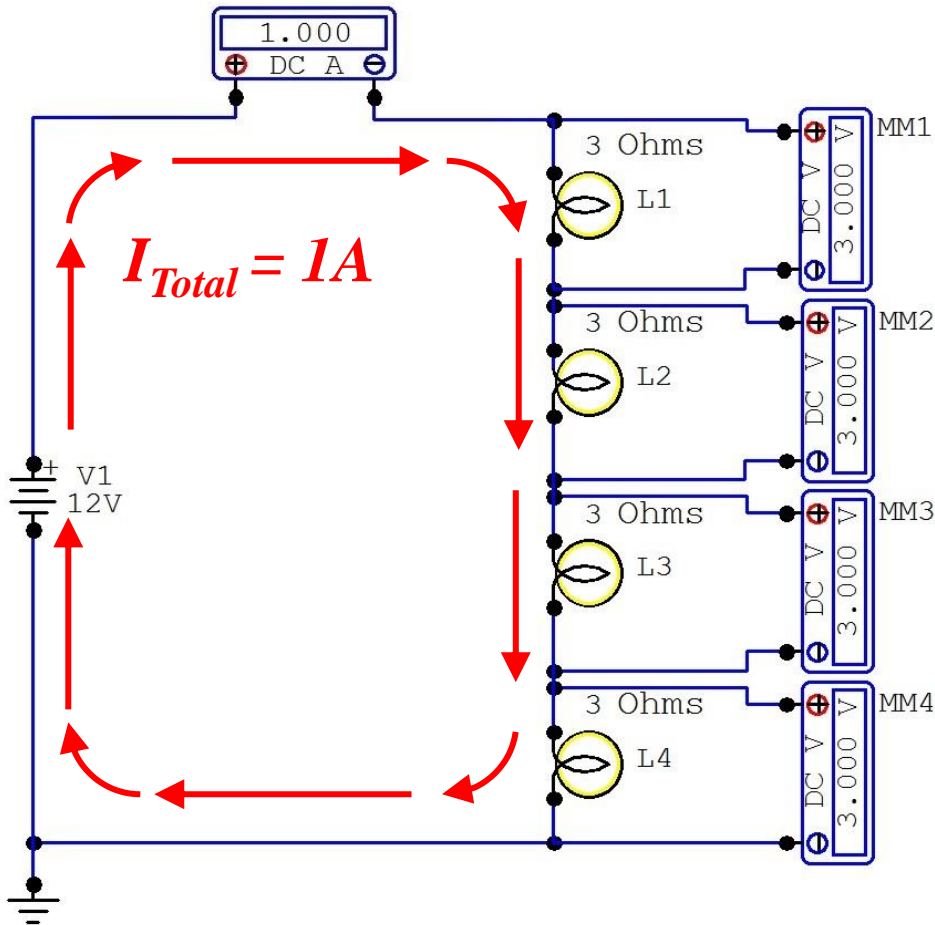 1.000
DC A
I Total = 1A
3 Ohms
L1
DC V
3.000 V
MM1
3 Ohms
L2
DC V
3.000 V
MM2
+ V1
12V
3 Ohms
L3
DC V
3.000 V
MM3
3 Ohms
L4
DC V
3.000 V
MM4